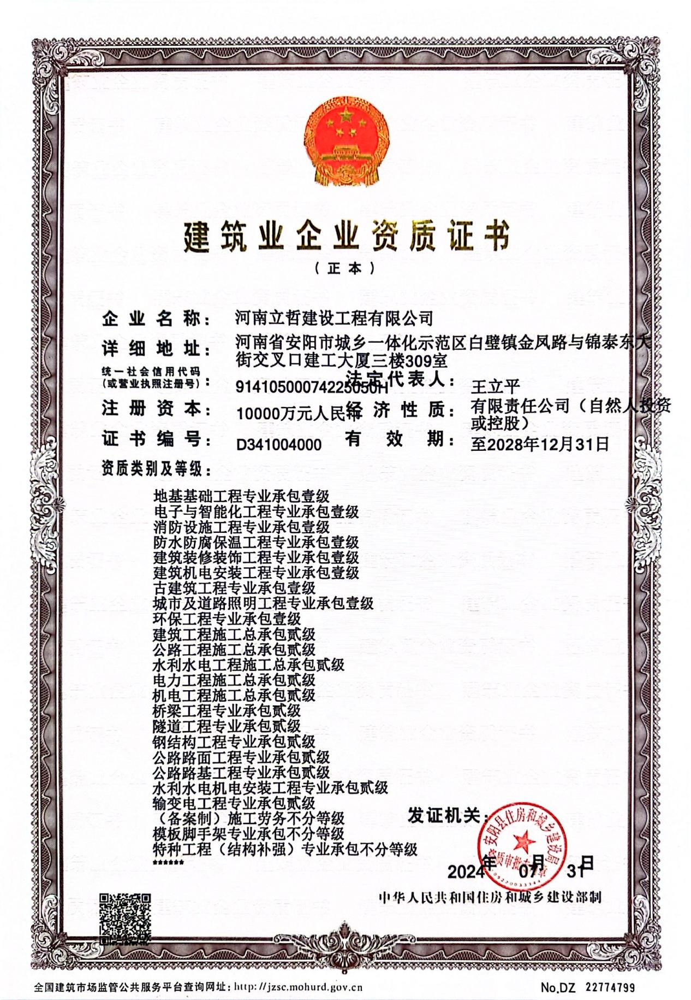 建筑业企业资质证书
（正本）
企业名称：河南立哲建设工程有限公司
详细地址：河南省安阳市城乡一体化示范区白璧镇金凤路与锦泰东大
街交叉口建工大厦三楼309室
统一社会信用代码
（或营业执照注册号）：91410500074225050H 法定代表人：王立平
注册资本：10000万元人民币 经济性质：有限责任公司（自然人投资
或控股）
证书编号：D341004000 有效期：至2028年12月31日
资质类别及等级：
地基基础工程专业承包壹级
电子与智能化工程专业承包壹级
消防设施工程专业承包壹级
防水防腐保温工程专业承包壹级
建筑装修装饰工程专业承包壹级
建筑机电安装工程专业承包壹级
古建筑工程专业承包壹级
城市及道路照明工程专业承包壹级
环保工程专业承包壹级
建筑工程施工总承包贰级
公路工程施工总承包贰级
水利水电工程施工总承包贰级
电力工程施工总承包贰级
机电工程施工总承包贰级
桥梁工程专业承包贰级
隧道工程专业承包贰级
钢结构工程专业承包贰级
公路路面工程专业承包贰级
公路路基工程专业承包贰级
水利水电机电安装工程专业承包贰级
输变电工程专业承包贰级
（备案制）施工劳务不分等级
模板脚手架专业承包不分等级
特种工程（结构补强）专业承包不分等级
******
发证机关：
安阳县住房和城乡建设局
质审批专
2024年07月31日
中华人民共和国住房和城乡建设部制
全国建筑市场监管公共服务平台查询网址：http://jzsc.mohurd.gov.cn
No.DZ 22774799